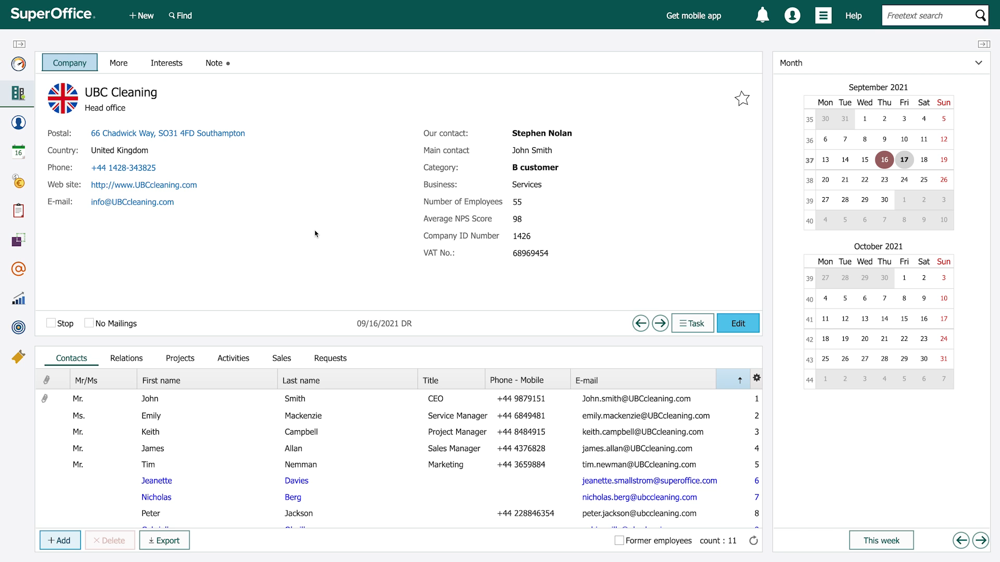 SuperOffice.
+ New
Find
Get mobile app
Help
Freetext search
Company
More
Interests
Note
UBC Cleaning
Head office
Postal: 66 Chadwick Way, SO31 4FD Southampton
Country: United Kingdom
Phone: +44 1428-343825
Web site: http://www.UBCcleaning.com
E-mail: info@UBCcleaning.com
Our contact: Stephen Nolan
Main contact John Smith
Category: B customer
Business: Services
Number of Employees 55
Average NPS Score 98
Company ID Number 1426
VAT No.: 68969454
16
Stop
No Mailings
09/16/2021 DR
Task
Edit
Contacts
Relations
Projects
Activities
Sales
Requests
Mr/Ms First name Last name Title Phone - Mobile E-mail
Mr. John Smith CEO +44 9879151 John.smith@UBCcleaning.com 1
Ms. Emily Mackenzie Service Manager +44 6849481 emily.mackenzie@UBCcleaning.com 2
Mr. Keith Campbell Project Manager +44 8484915 keith.campbell@UBCcleaning.com 3
Mr. James Allan Sales Manager +44 4376828 james.allan@UBCcleaning.com 4
Mr. Tim Nemman Marketing +44 3659884 tim.newman@UBCcleaning.com 5
Jeanette Davies jeanette.smallstrom@superoffice.com 6
Nicholas Berg nicholas.berg@ubccleaning.com 7
Peter Jackson +44 228846354 peter.jackson@ubccleaning.com 8
+ Add
Delete
Export
Former employees
count : 11
Month
September 2021
Mon Tue Wed Thu Fri Sat Sun
35 30 31 1 2 3 4 5
36 6 7 8 9 10 11 12
37 13 14 15 16 17 18 19
38 20 21 22 23 24 25 26
39 27 28 29 30 1 2 3
40 4 5 6 7 8 9 10
October 2021
Mon Tue Wed Thu Fri Sat Sun
39 27 28 29 30 1 2 3
40 4 5 6 7 8 9 10
41 11 12 13 14 15 16 17
42 18 19 20 21 22 23 24
43 25 26 27 28 29 30 31
44 1 2 3 4 5 6 7
This week